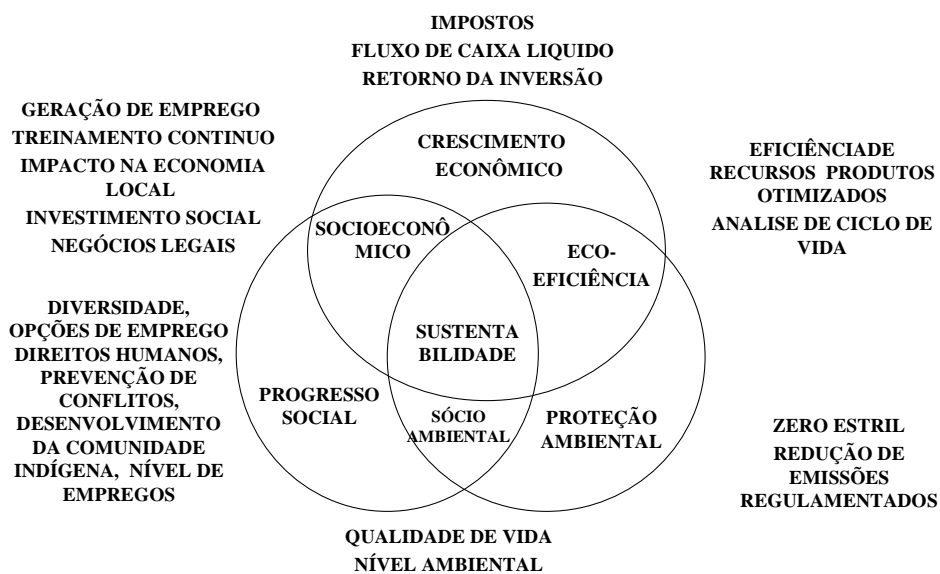 IMPOSTOS
FLUXO DE CAIXA LIQUIDO
RETORNO DA INVERSÃO
GERAÇÃO DE EMPREGO
TREINAMENTO CONTINUO
IMPACTO NA ECONOMIA
LOCAL
INVESTIMENTO SOCIAL
NEGÓCIOS LEGAIS
CRESCIMENTO
ECONÔMICO
EFICIÊNCIADE
RECURSOS PRODUTOS
OTIMIZADOS
ANALISE DE CICLO DE
VIDA
SOCIOECONÔ
MICO
ECO-
EFICIÊNCIA
DIVERSIDADE,
OPÇÕES DE EMPREGO
DIREITOS HUMANOS,
PREVENÇÃO DE
CONFLITOS,
DESENVOLVIMENTO
DA COMUNIDADE
INDÍGENA, NÍVEL DE
EMPREGOS
SUSTENTA
BILIDADE
PROGRESSO
SOCIAL
SÓCIO
AMBIENTAL
PROTEÇÃO
AMBIENTAL
ZERO ESTRIL
REDUÇÃO DE
EMISSÕES
REGULAMENTADOS
QUALIDADE DE VIDA
NÍVEL AMBIENTAL